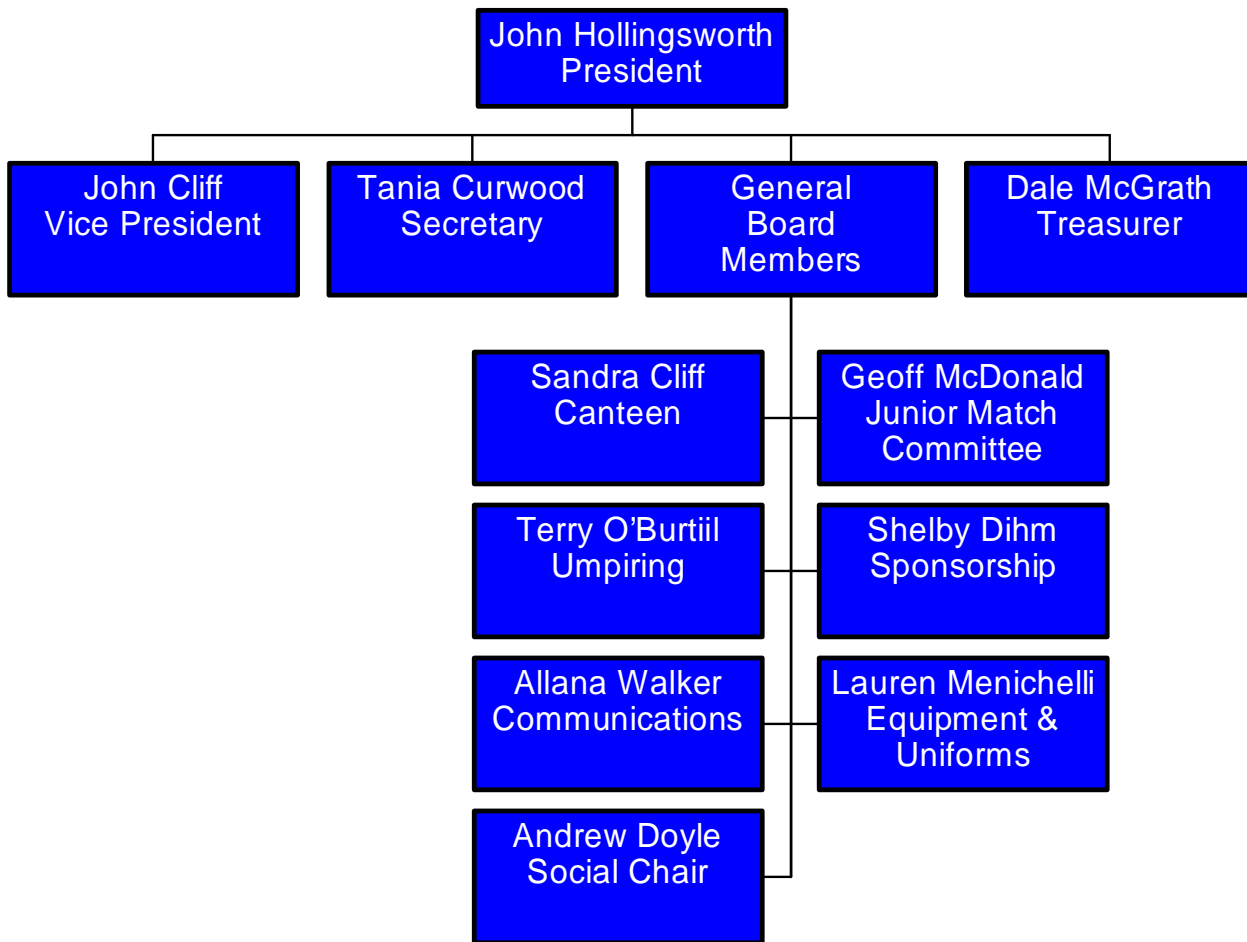 John Hollingsworth
President
John Cliff
Vice President
Tania Curwood
Secretary
General
Board
Members
Dale McGrath
Treasurer
Sandra Cliff
Canteen
Geoff McDonald
Junior Match
Committee
Terry O’Burtiil
Umpiring
Shelby Dihm
Sponsorship
Allana Walker
Communications
Lauren Menichelli
Equipment &
Uniforms
Andrew Doyle
Social Chair